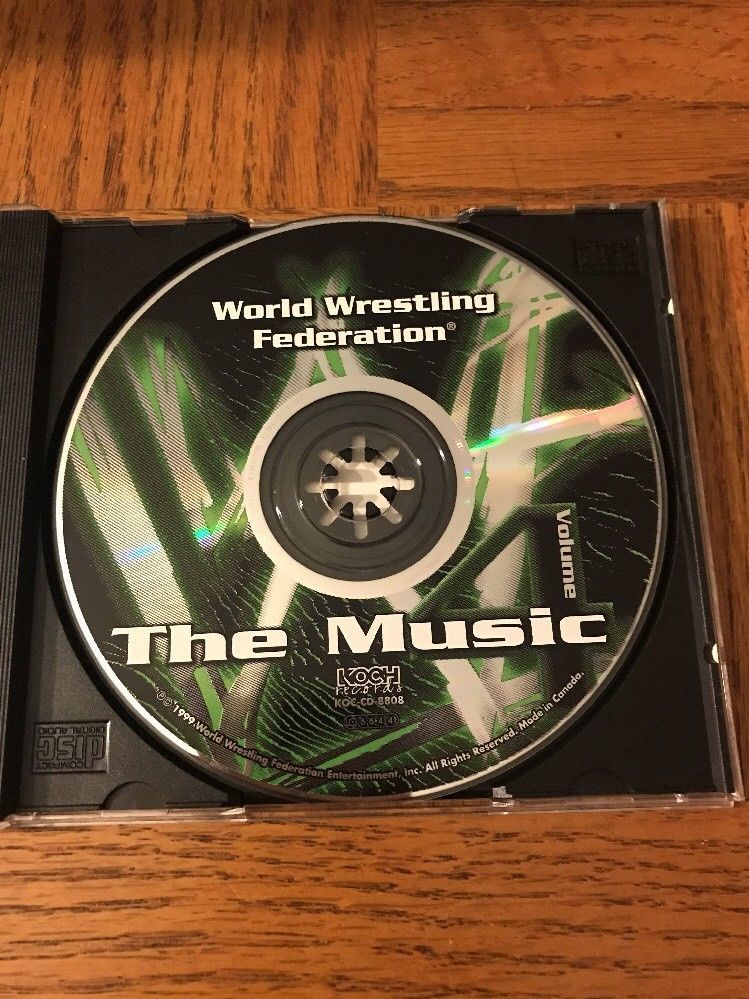 World Wrestling
Federation®
Volume
4
The Music
KOCH
records
KOC-CD-8808
℗© 1999 World Wrestling Federation Entertainment, Inc. All Rights Reserved. Made in Canada.
COMPACT
disc
DIGITAL AUDIO